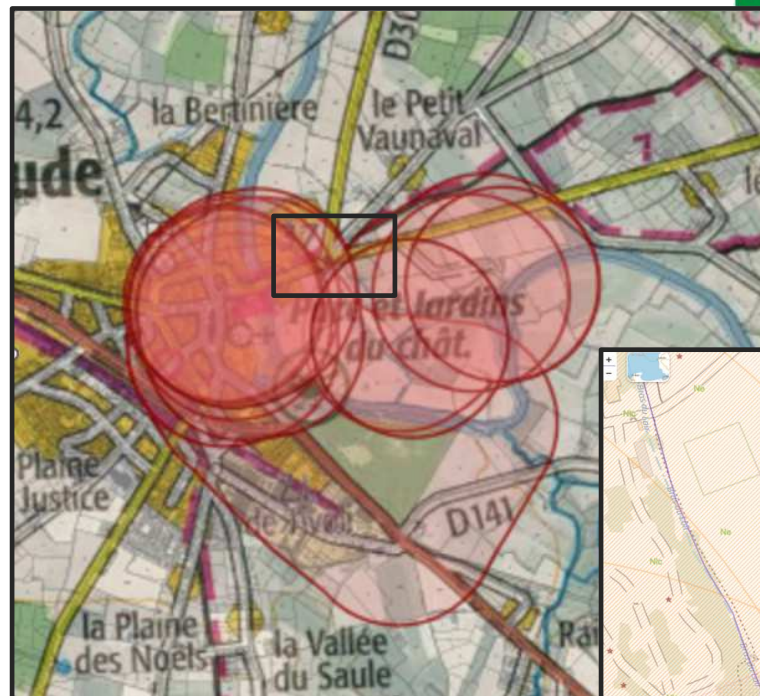 D30
la Bertinière
le Petit
Vaunaval
4,2
ude
7
le
Parc et Jardins
du chât.
Plaine
Justice
de Tivoli
D141
la Plaine
des Noëls
la Vallée
du Saule
Rai
+
−
Ne
Nlc
Ne
Nlc